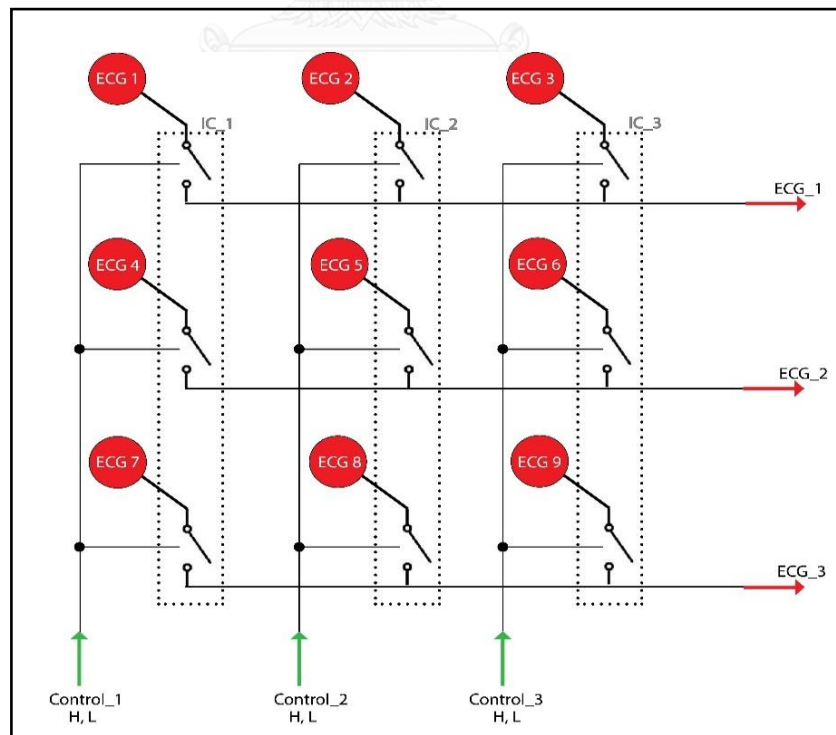 ECG 1
ECG 2
ECG 3
IC_1
IC_2
IC_3
ECG_1
ECG 4
ECG 5
ECG 6
ECG_2
ECG 7
ECG 8
ECG 9
ECG_3
Control_1
H, L
Control_2
H, L
Control_3
H, L